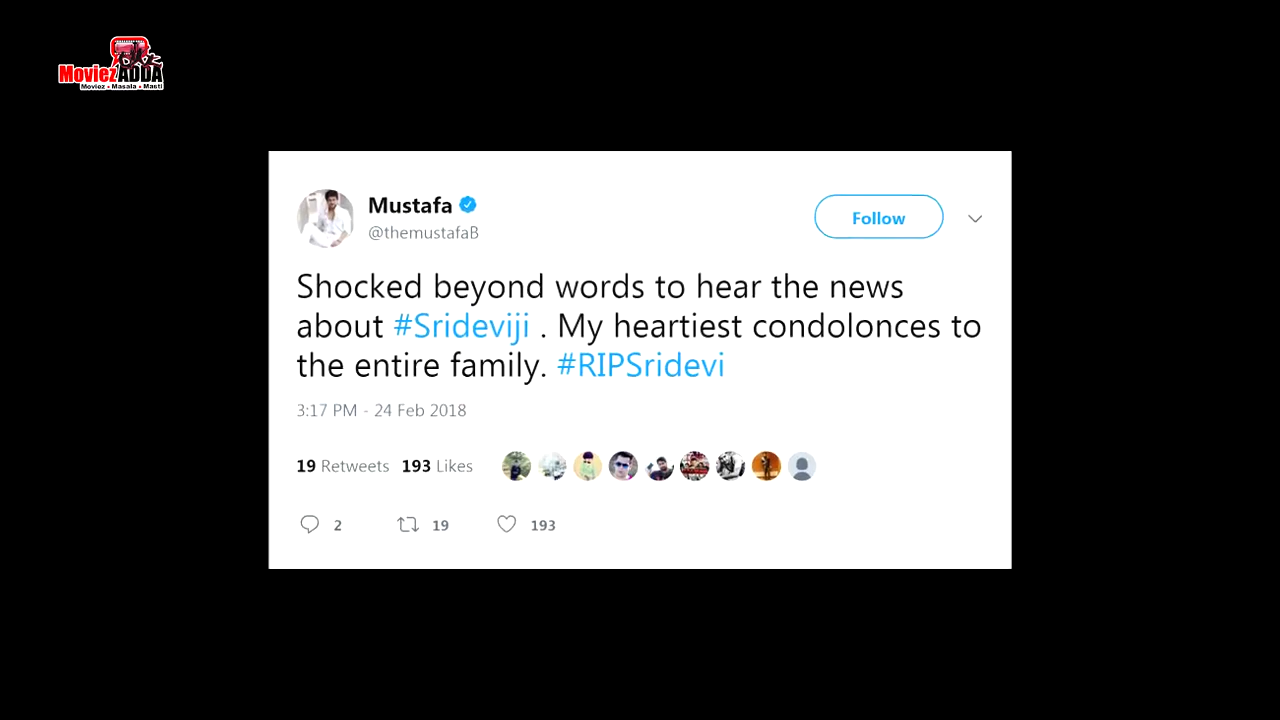 MoviezADDA
Moviez • Masala • Masti
Mustafa
@themustafaB
Follow
Shocked beyond words to hear the news
about #Srideviji . My heartiest condolonces to
the entire family. #RIPSridevi
3:17 PM - 24 Feb 2018
19 Retweets 193 Likes
2 19 193